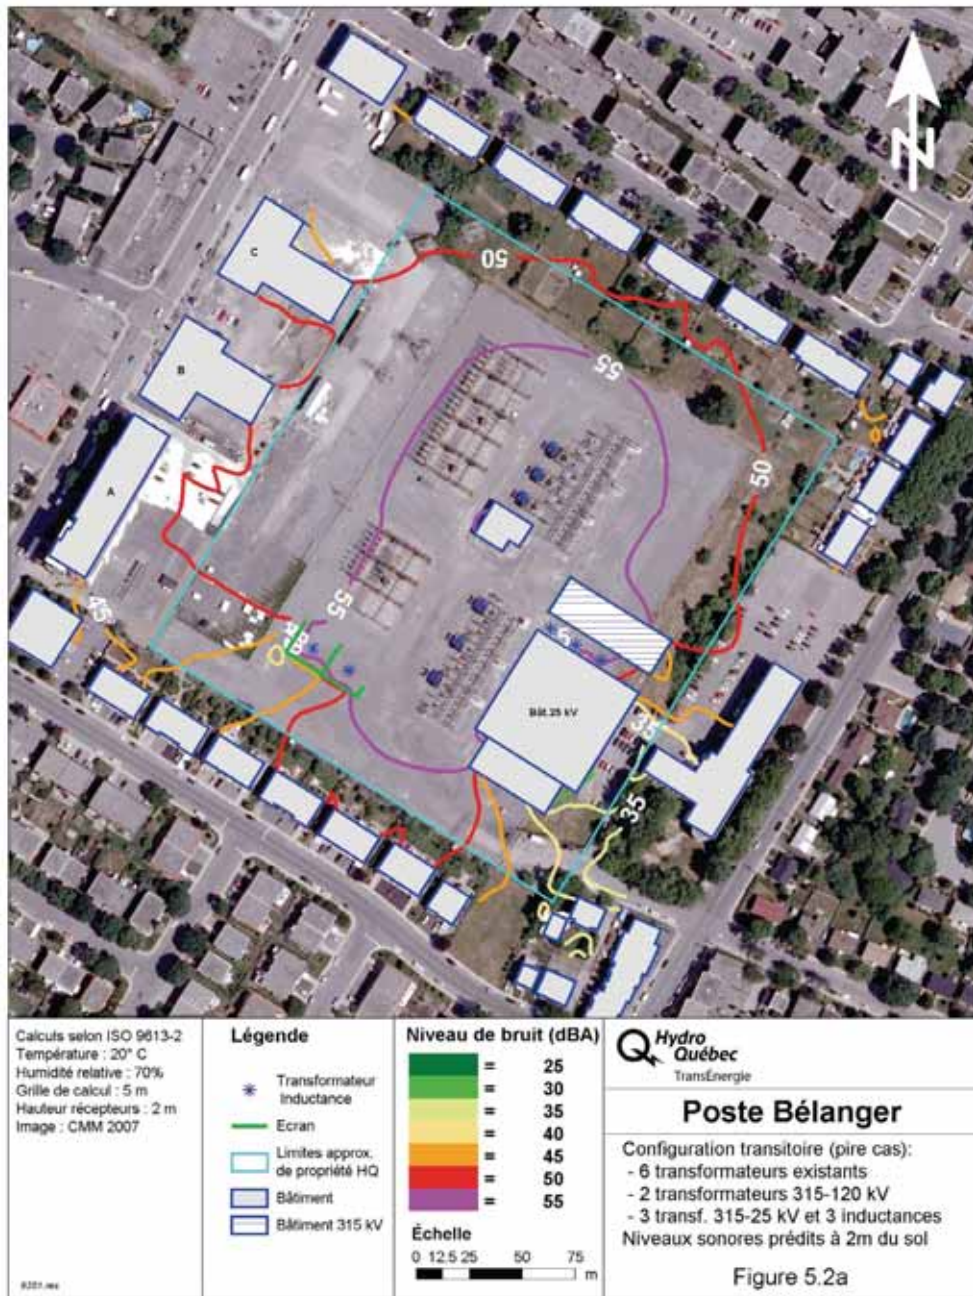 N
C
50
B
55
50
A
55
45
Bât.25 kV
35
35
Calculs selon ISO 9613-2
Température : 20° C
Humidité relative : 70%
Grille de calcul : 5 m
Hauteur récepteurs : 2 m
Image : CMM 2007
Légende
Transformateur
Inductance
Ecran
Limites approx.
de propriété HQ
Bâtiment
Bâtiment 315 kV
Niveau de bruit (dBA)
= 25
= 30
= 35
= 40
= 45
= 50
= 55
Échelle
0 12.5 25 50 75
m
Hydro
Québec
TransÉnergie
Poste Bélanger
Configuration transitoire (pire cas):
- 6 transformateurs existants
- 2 transformateurs 315-120 kV
- 3 transf. 315-25 kV et 3 inductances
Niveaux sonores prédits à 2m du sol
Figure 5.2a